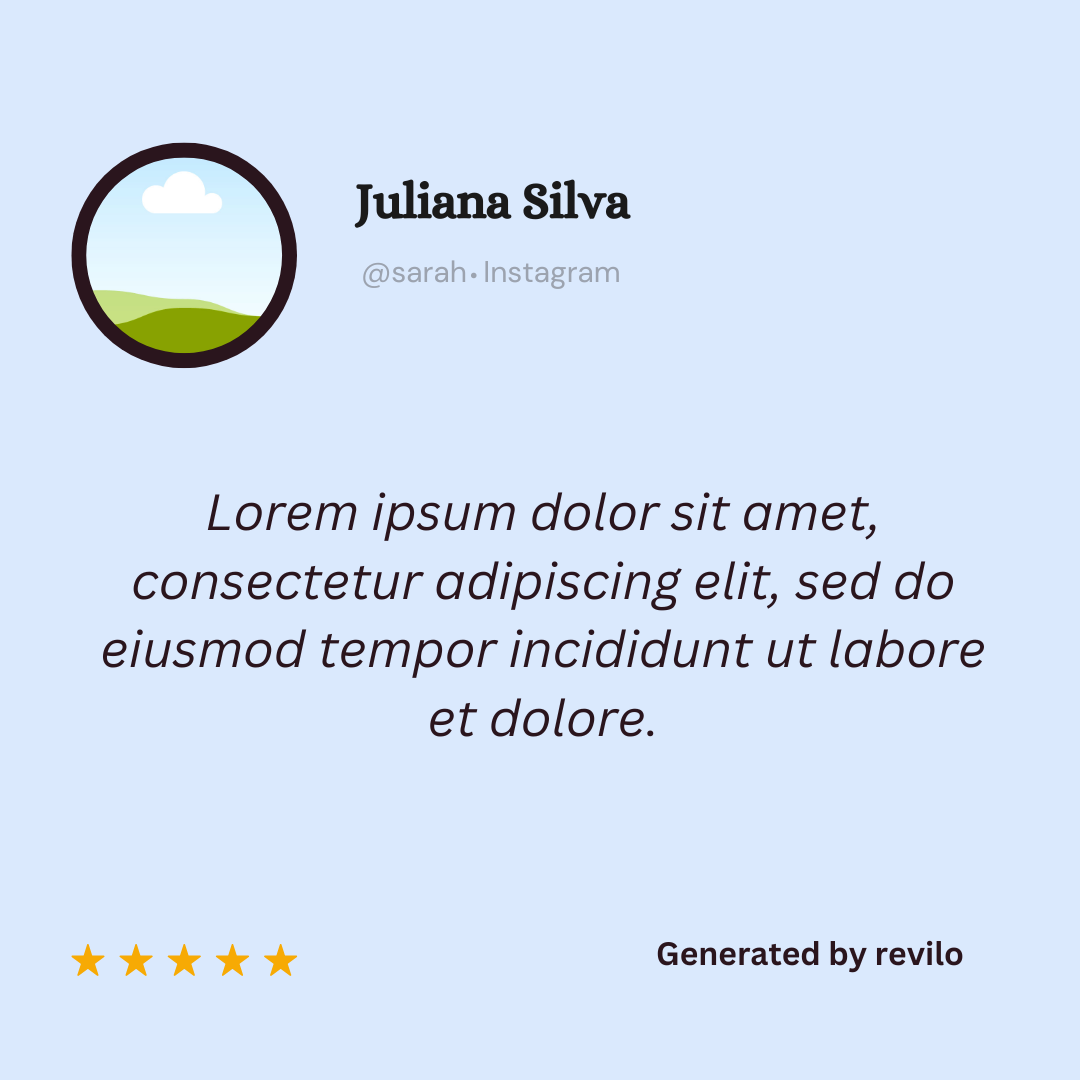 Juliana Silva
@sarah • Instagram
Lorem ipsum dolor sit amet,
consectetur adipiscing elit, sed do
eiusmod tempor incididunt ut labore
et dolore.
Generated by revilo